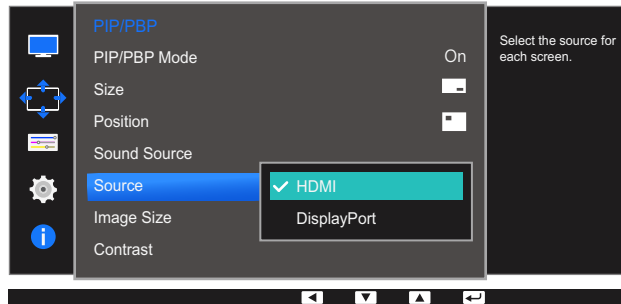 PIP/PBP
PIP/PBP Mode On
Size
Position
Sound Source
Source
Image Size
Contrast
HDMI
DisplayPort
Select the source for
each screen.